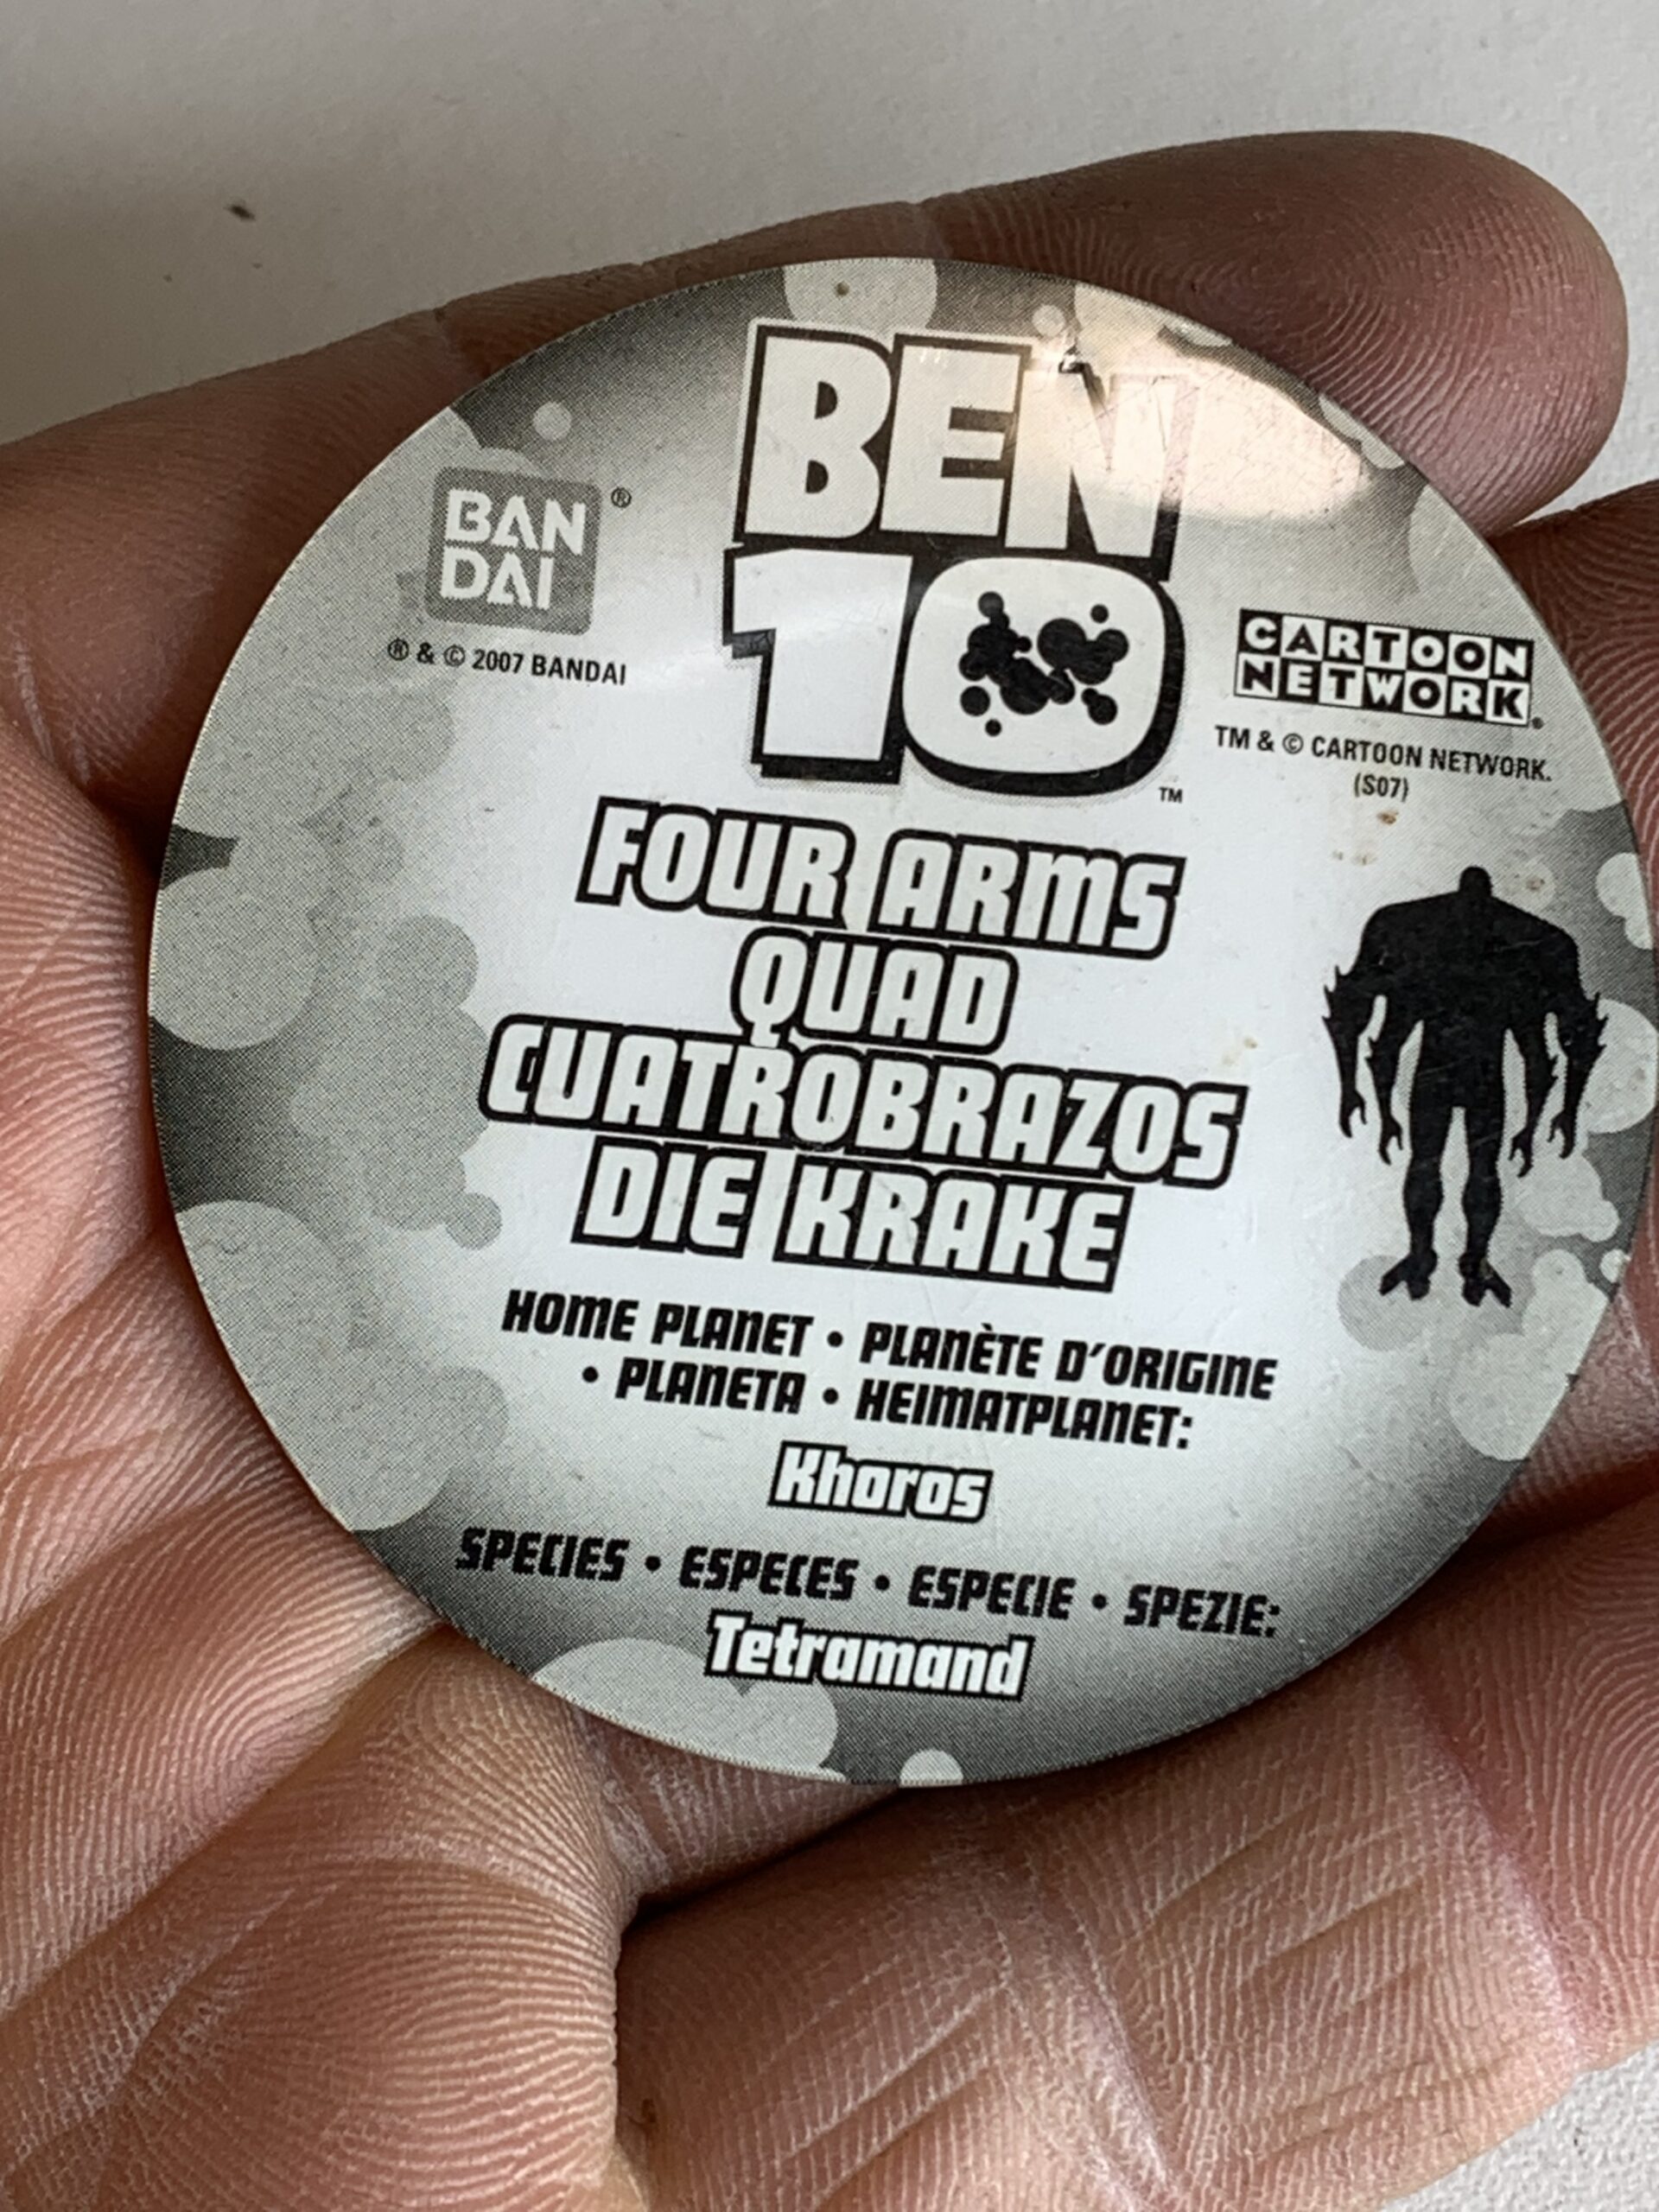 BEN
10
™
BAN
DAI
®
® & © 2007 BANDAI
CARTOON
NETWORK
TM & © CARTOON NETWORK.
(S07)
FOUR ARMS
QUAD
CUATROBRAZOS
DIE KRAKE
HOME PLANET • PLANÈTE D'ORIGINE
• PLANETA • HEIMATPLANET:
Khoros
SPECIES • ESPECES • ESPECIE • SPEZIE:
Tetramand